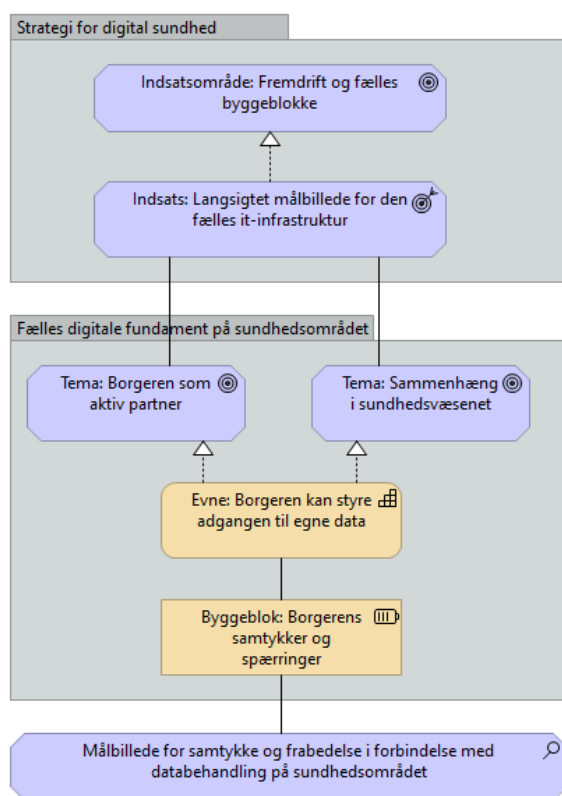 Strategi for digital sundhed
Indsatsområde: Fremdrift og fælles
byggeblokke
Indsats: Langsigtet målbillede for den
fælles it-infrastruktur
Fælles digitale fundament på sundhedsområdet
Tema: Borgeren som
aktiv partner
Tema: Sammenhæng
i sundhedsvæsenet
Evne: Borgeren kan styre
adgangen til egne data
Byggeblok: Borgerens
samtykker og
spærringer
Målbillede for samtykke og frabedelse i forbindelse med
databehandling på sundhedsområdet